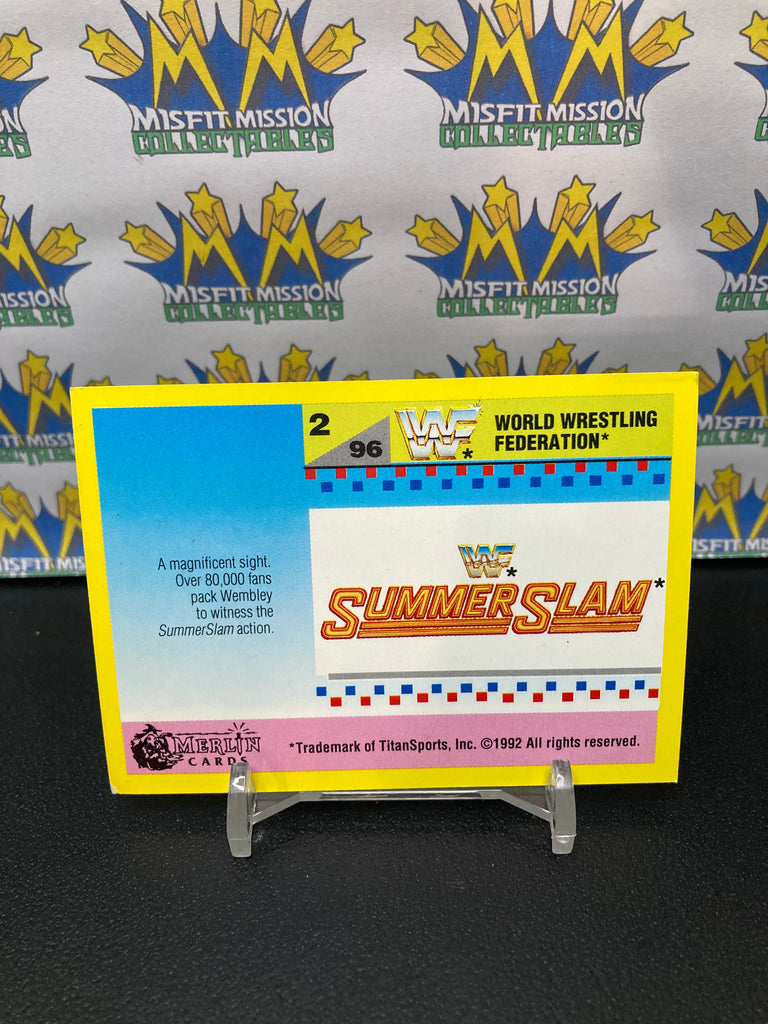 MISFIT MISSION
COLLECTABLES
MISFIT MISSION
COLLECTABLES
MISFIT MISSION
COLLECTABLES
MISFIT MISSION
COLLECTABLES
2
96
WF
*
WORLD WRESTLING
FEDERATION*
A magnificent sight.
Over 80,000 fans
pack Wembley
to witness the
SummerSlam action.
WF
*
SUMMERSLAM*
MERLIN
CARDS
*Trademark of TitanSports, Inc. ©1992 All rights reserved.